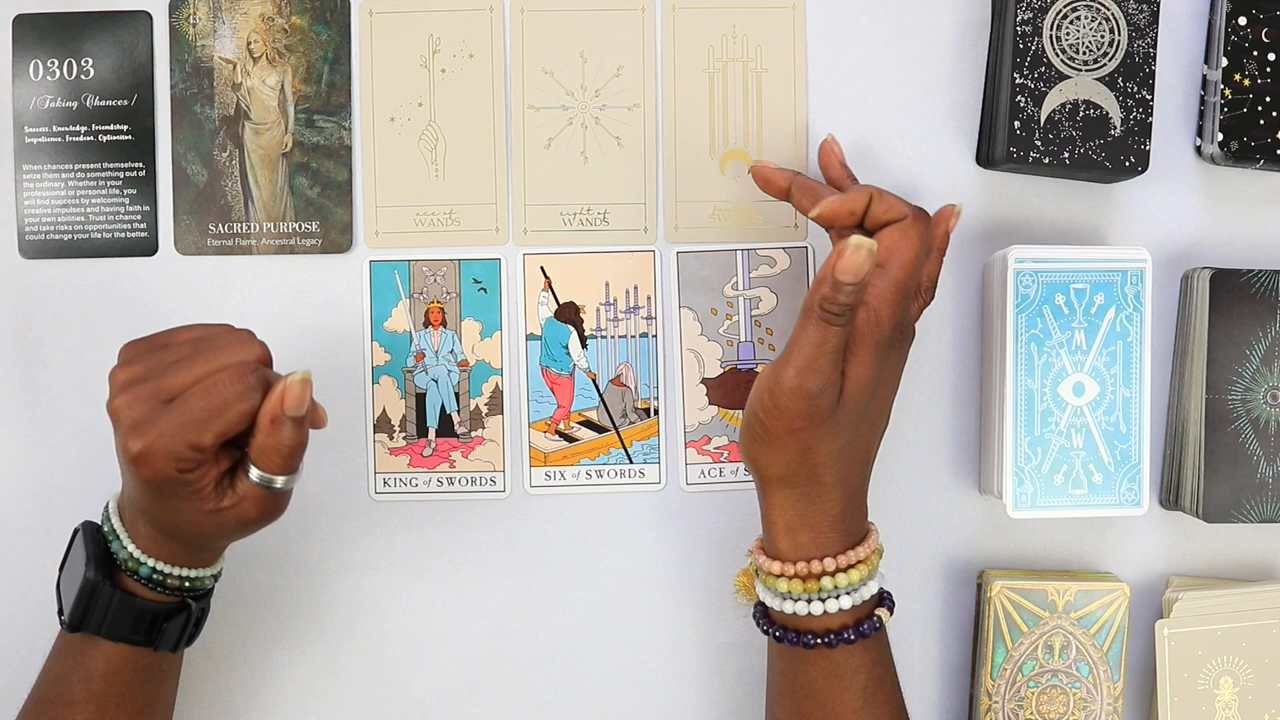 0303
/Taking Chances/
Success. Knowledge. Friendship.
Impatience. Freedom. Optimism.
When chances present themselves,
seize them and do something out of
the ordinary. Whether in your
professional or personal life, you
will find success by welcoming
creative impulses and having faith in
your own abilities. Trust in chance
and take risks on opportunities that
could change your life for the better.
SACRED PURPOSE
Eternal Flame, Ancestral Legacy
ace of
WANDS
eight of
WANDS
KING of SWORDS
SIX of SWORDS
ACE of
M
W